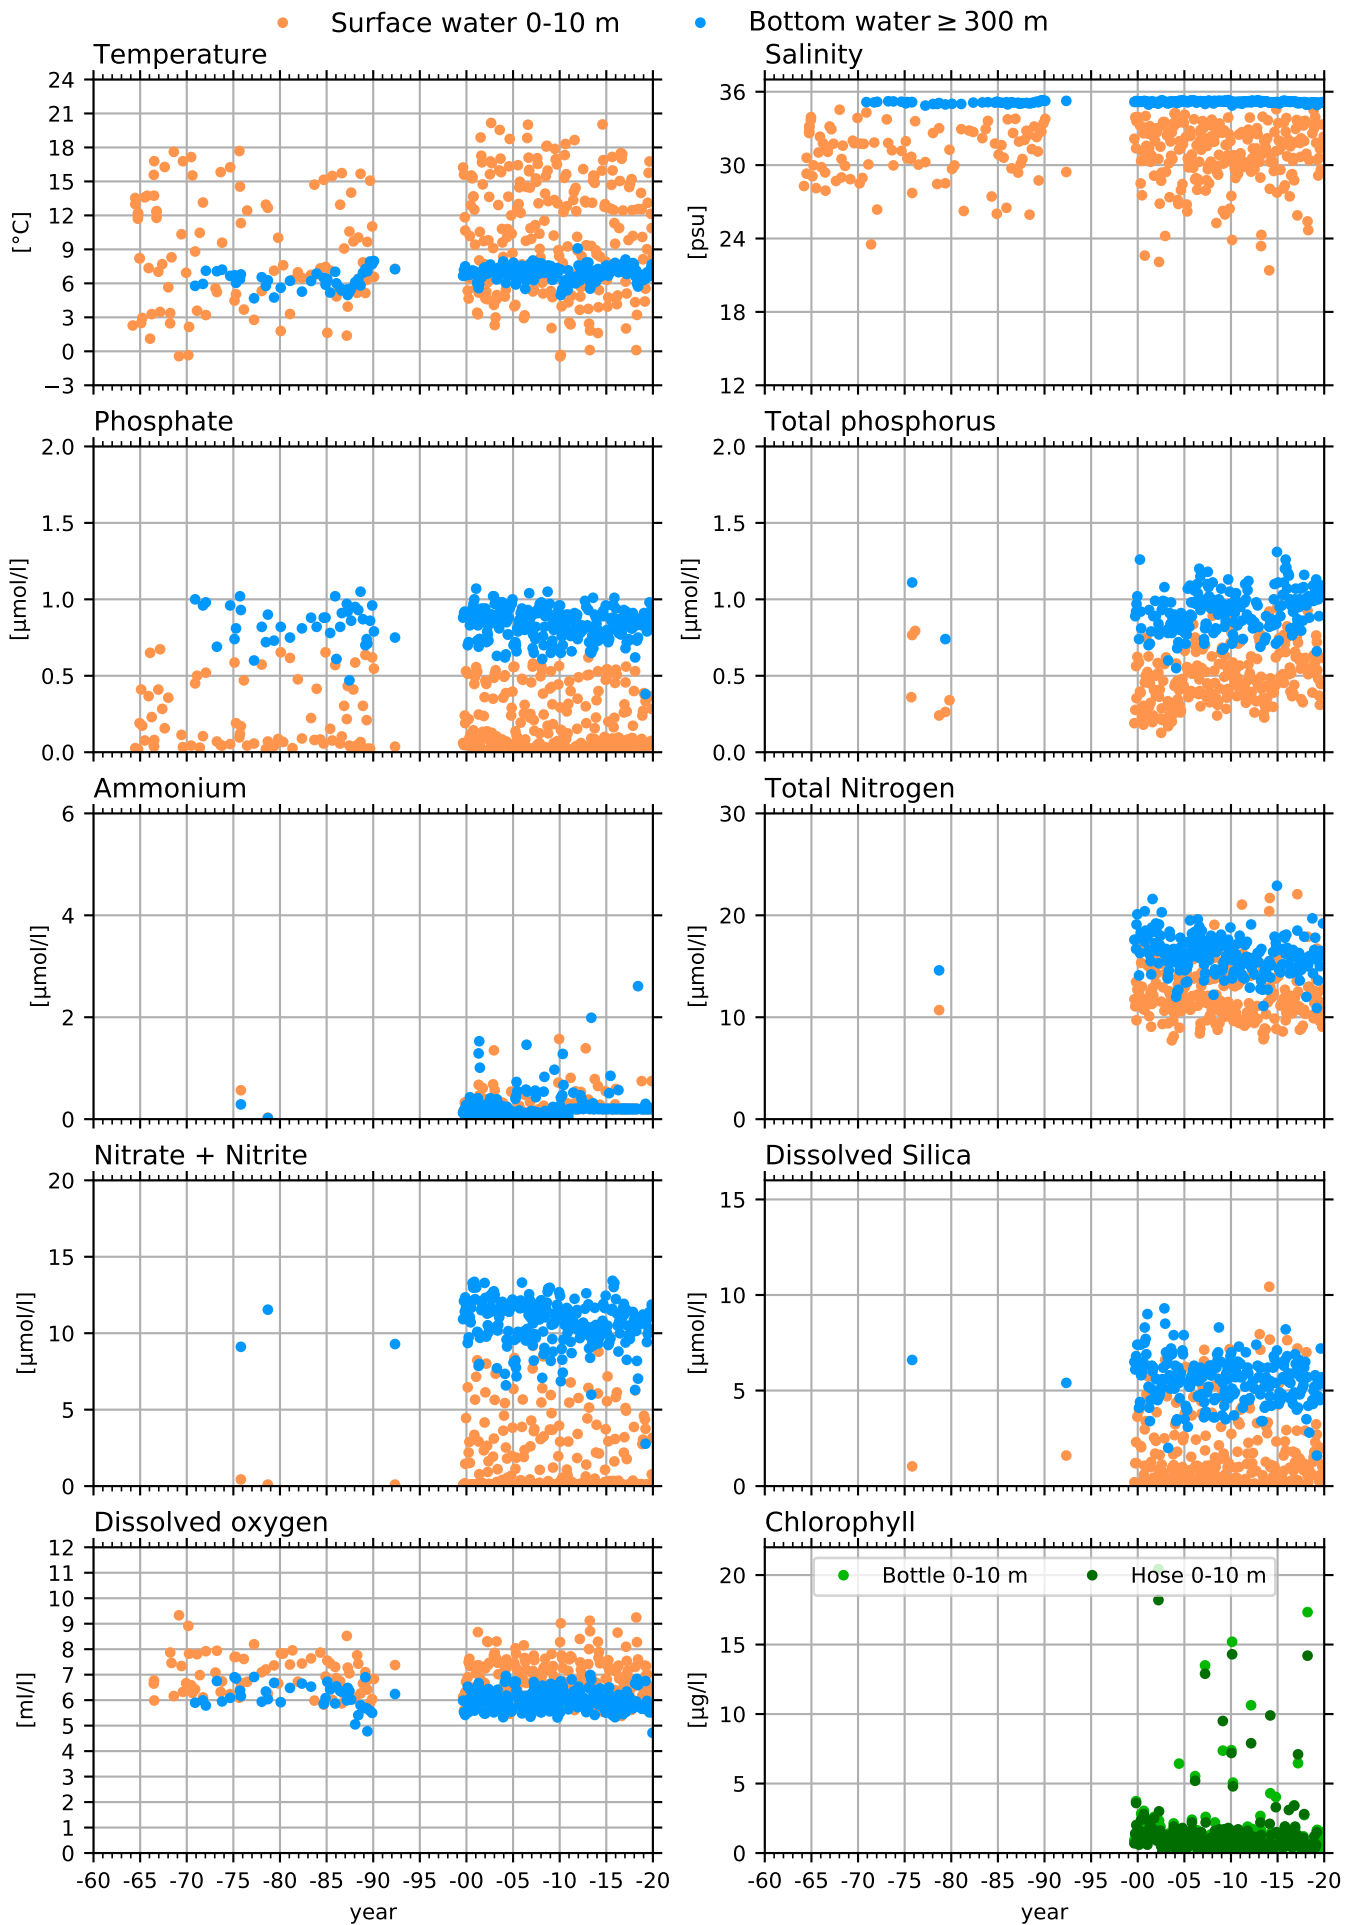 Surface water 0-10 m Bottom water ≥ 300 m
Temperature Salinity
24 21 18 15 12 9 6 3 0 −3
[°C]
36 30 24 18 12
[psu]
Phosphate Total phosphorus
2.0 1.5 1.0 0.5 0.0
[µmol/l]
2.0 1.5 1.0 0.5 0.0
[µmol/l]
Ammonium Total Nitrogen
6 4 2 0
[µmol/l]
30 20 10 0
[µmol/l]
Nitrate + Nitrite Dissolved Silica
20 15 10 5 0
[µmol/l]
15 10 5 0
[µmol/l]
Dissolved oxygen Chlorophyll
12 11 10 9 8 7 6 5 4 3 2 1 0
[ml/l]
Bottle 0-10 m Hose 0-10 m
20 15 10 5 0
[µg/l]
-60 -65 -70 -75 -80 -85 -90 -95 -00 -05 -10 -15 -20 -60 -65 -70 -75 -80 -85 -90 -95 -00 -05 -10 -15 -20
year year